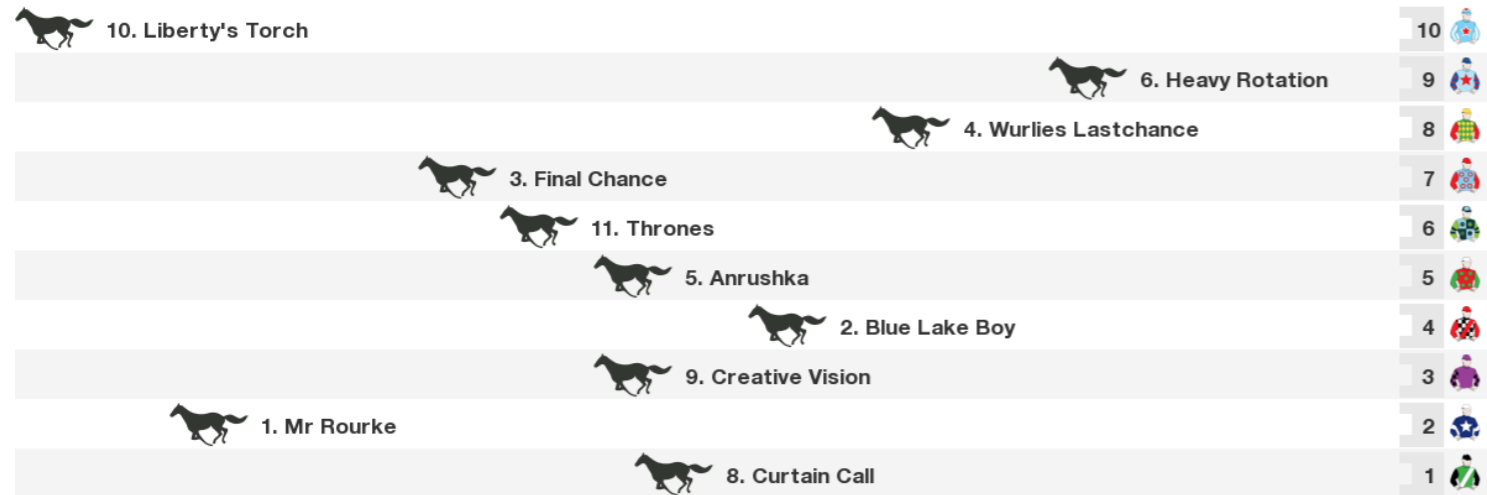 10. Liberty's Torch 10
6. Heavy Rotation 9
4. Wurlies Lastchance 8
3. Final Chance 7
11. Thrones 6
5. Anrushka 5
2. Blue Lake Boy 4
9. Creative Vision 3
1. Mr Rourke 2
8. Curtain Call 1